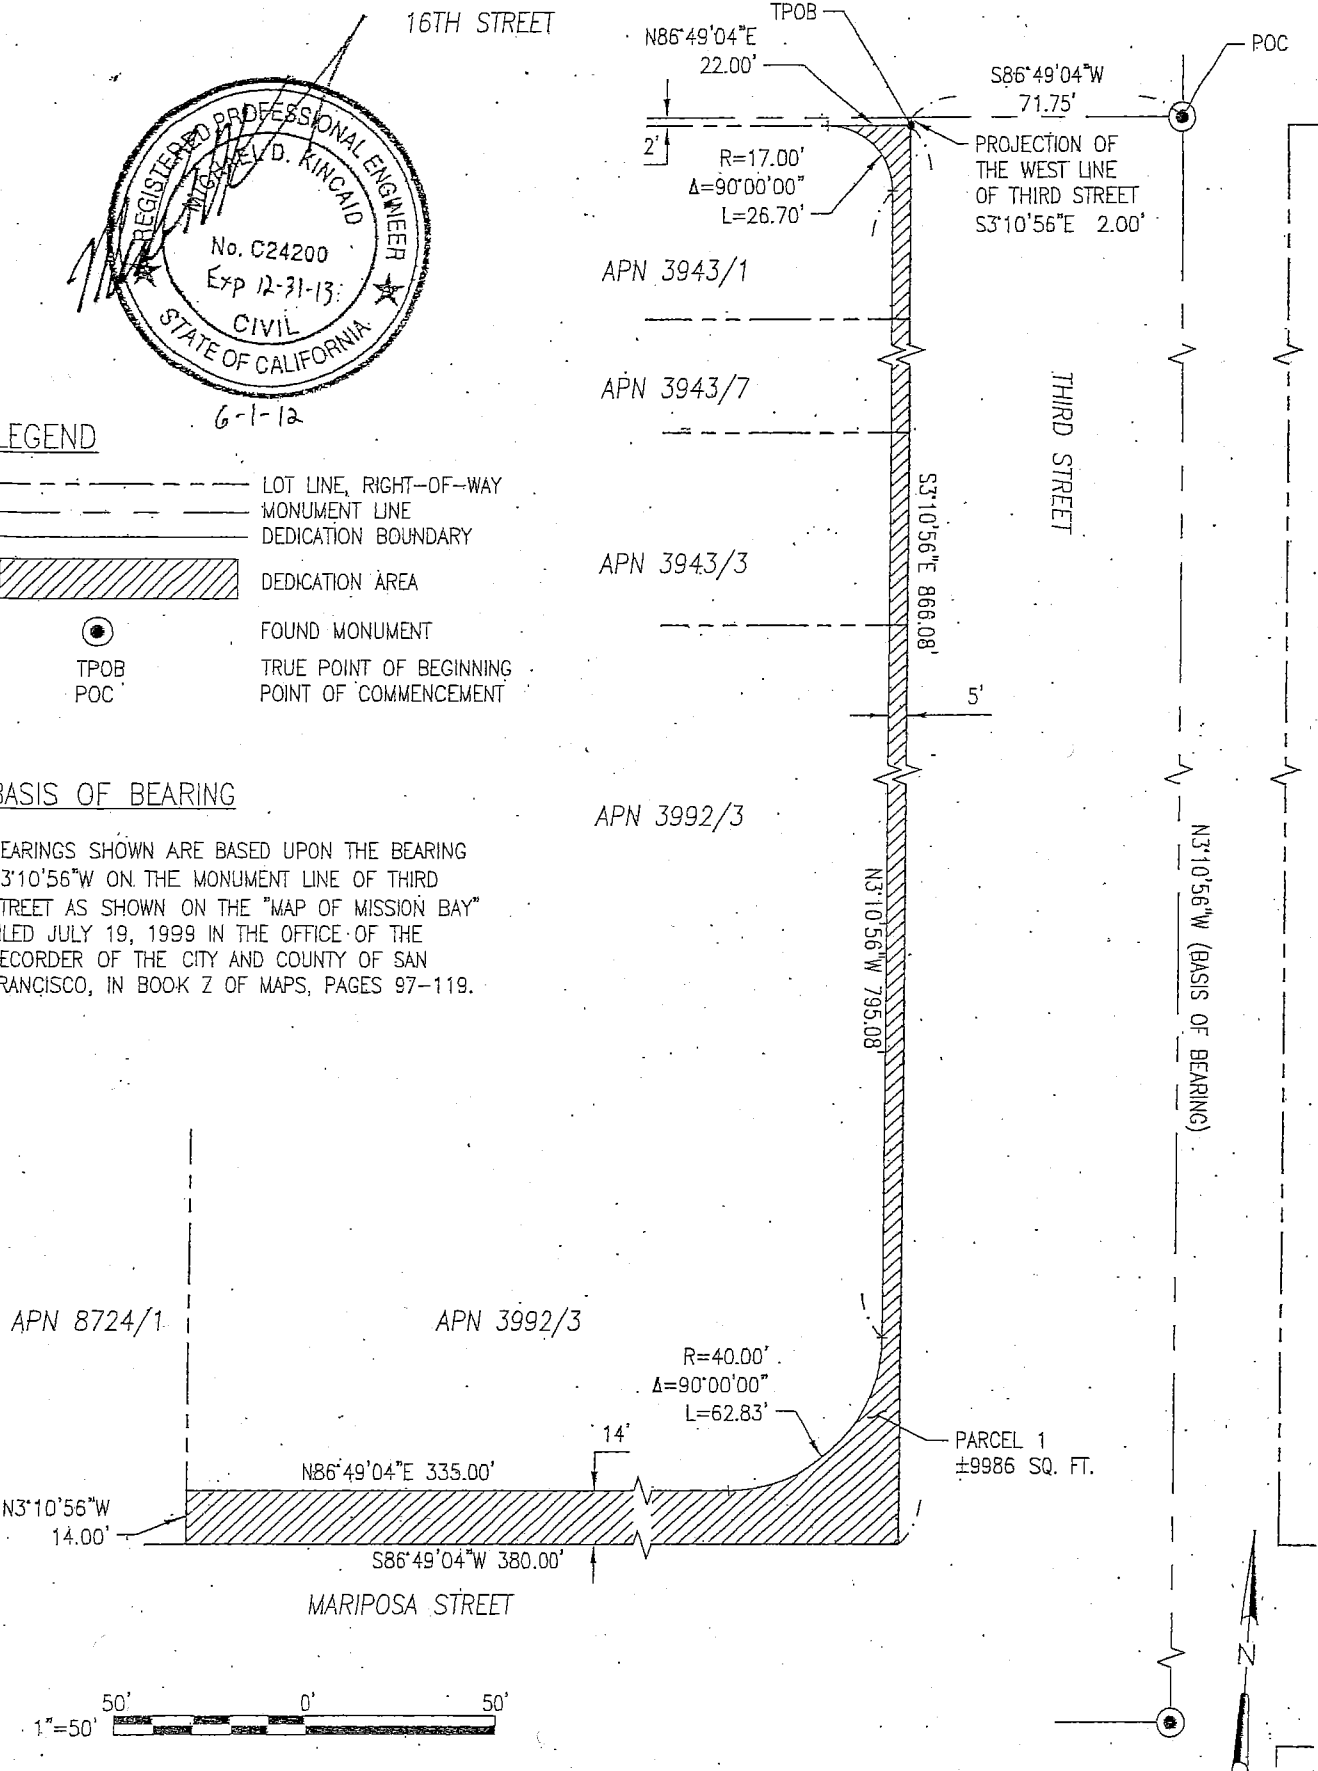 16TH STREET
TPOB
N86°49'04"E
22.00'
POC
S86°49'04"W
71.75'
2'
R=17.00'
Δ=90°00'00"
L=26.70'
PROJECTION OF
THE WEST LINE
OF THIRD STREET
S3°10'56"E 2.00'
REGISTERED PROFESSIONAL ENGINEER
MICHAEL D. KINCAID
No. C24200
Exp 12-31-13
CIVIL
STATE OF CALIFORNIA
6-1-12
APN 3943/1
APN 3943/7
THIRD STREET
LEGEND
LOT LINE, RIGHT-OF-WAY
MONUMENT LINE
DEDICATION BOUNDARY
DEDICATION AREA
FOUND MONUMENT
TPOB TRUE POINT OF BEGINNING
POC POINT OF COMMENCEMENT
S3°10'56"E 866.08'
APN 3943/3
5'
BASIS OF BEARING
EARINGS SHOWN ARE BASED UPON THE BEARING
3°10'56"W ON THE MONUMENT LINE OF THIRD
TREET AS SHOWN ON THE "MAP OF MISSION BAY"
LED JULY 19, 1999 IN THE OFFICE OF THE
ECORDER OF THE CITY AND COUNTY OF SAN
RANCISCO, IN BOOK Z OF MAPS, PAGES 97-119.
APN 3992/3
N3°10'56"W 795.08'
N3°10'56"W (BASIS OF BEARING)
APN 8724/1
APN 3992/3
R=40.00'
Δ=90°00'00"
L=62.83'
14'
PARCEL 1
±9986 SQ. FT.
N86°49'04"E 335.00'
N3°10'56"W
14.00'
S86°49'04"W 380.00'
MARIPOSA STREET
N
50' 0' 50'
1"=50'